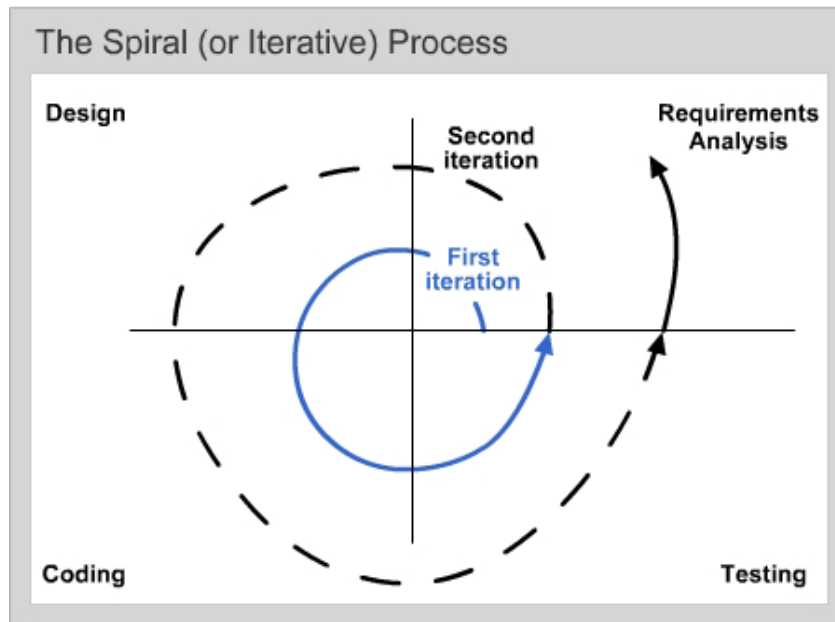 The Spiral (or Iterative) Process
Design
Requirements
Analysis
Second
iteration
First
iteration
Coding
Testing